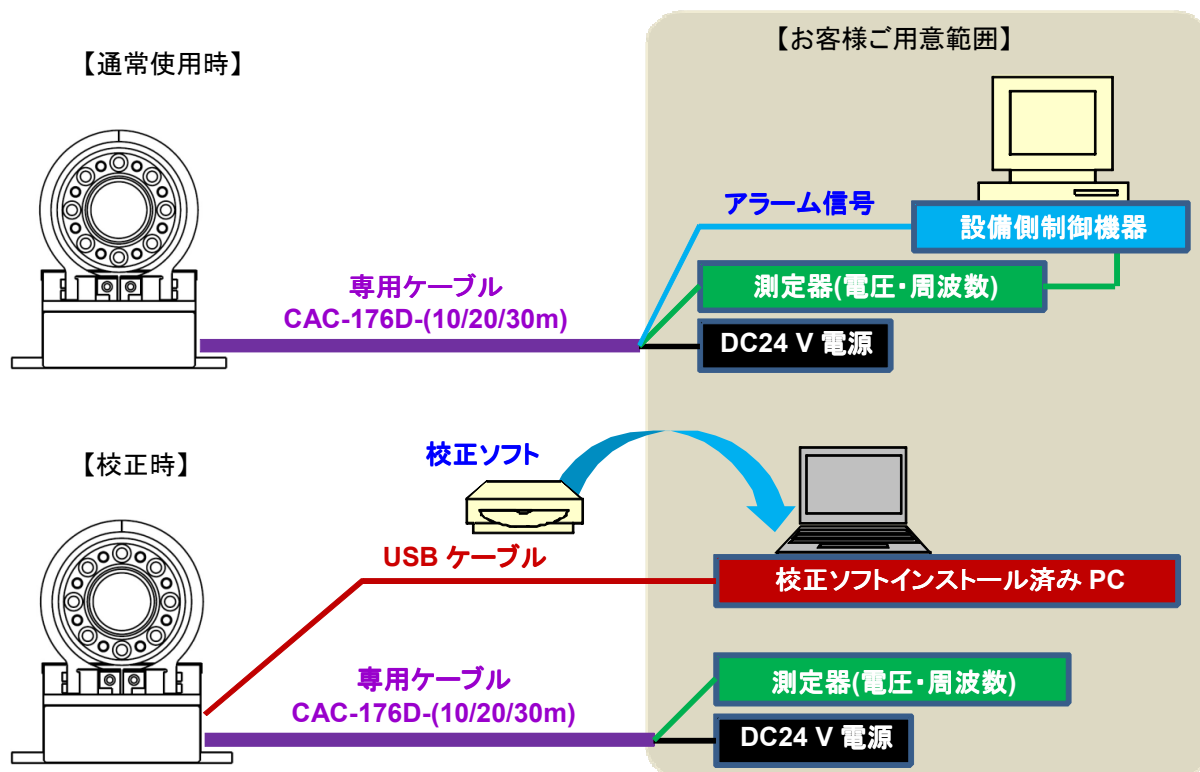 【お客様ご用意範囲】
【通常使用時】
アラーム信号
設備側制御機器
専用ケーブル
CAC-176D-(10/20/30m)
測定器(電圧・周波数)
DC24 V 電源
【校正時】
校正ソフト
USB ケーブル
校正ソフトインストール済み PC
専用ケーブル
CAC-176D-(10/20/30m)
測定器(電圧・周波数)
DC24 V 電源